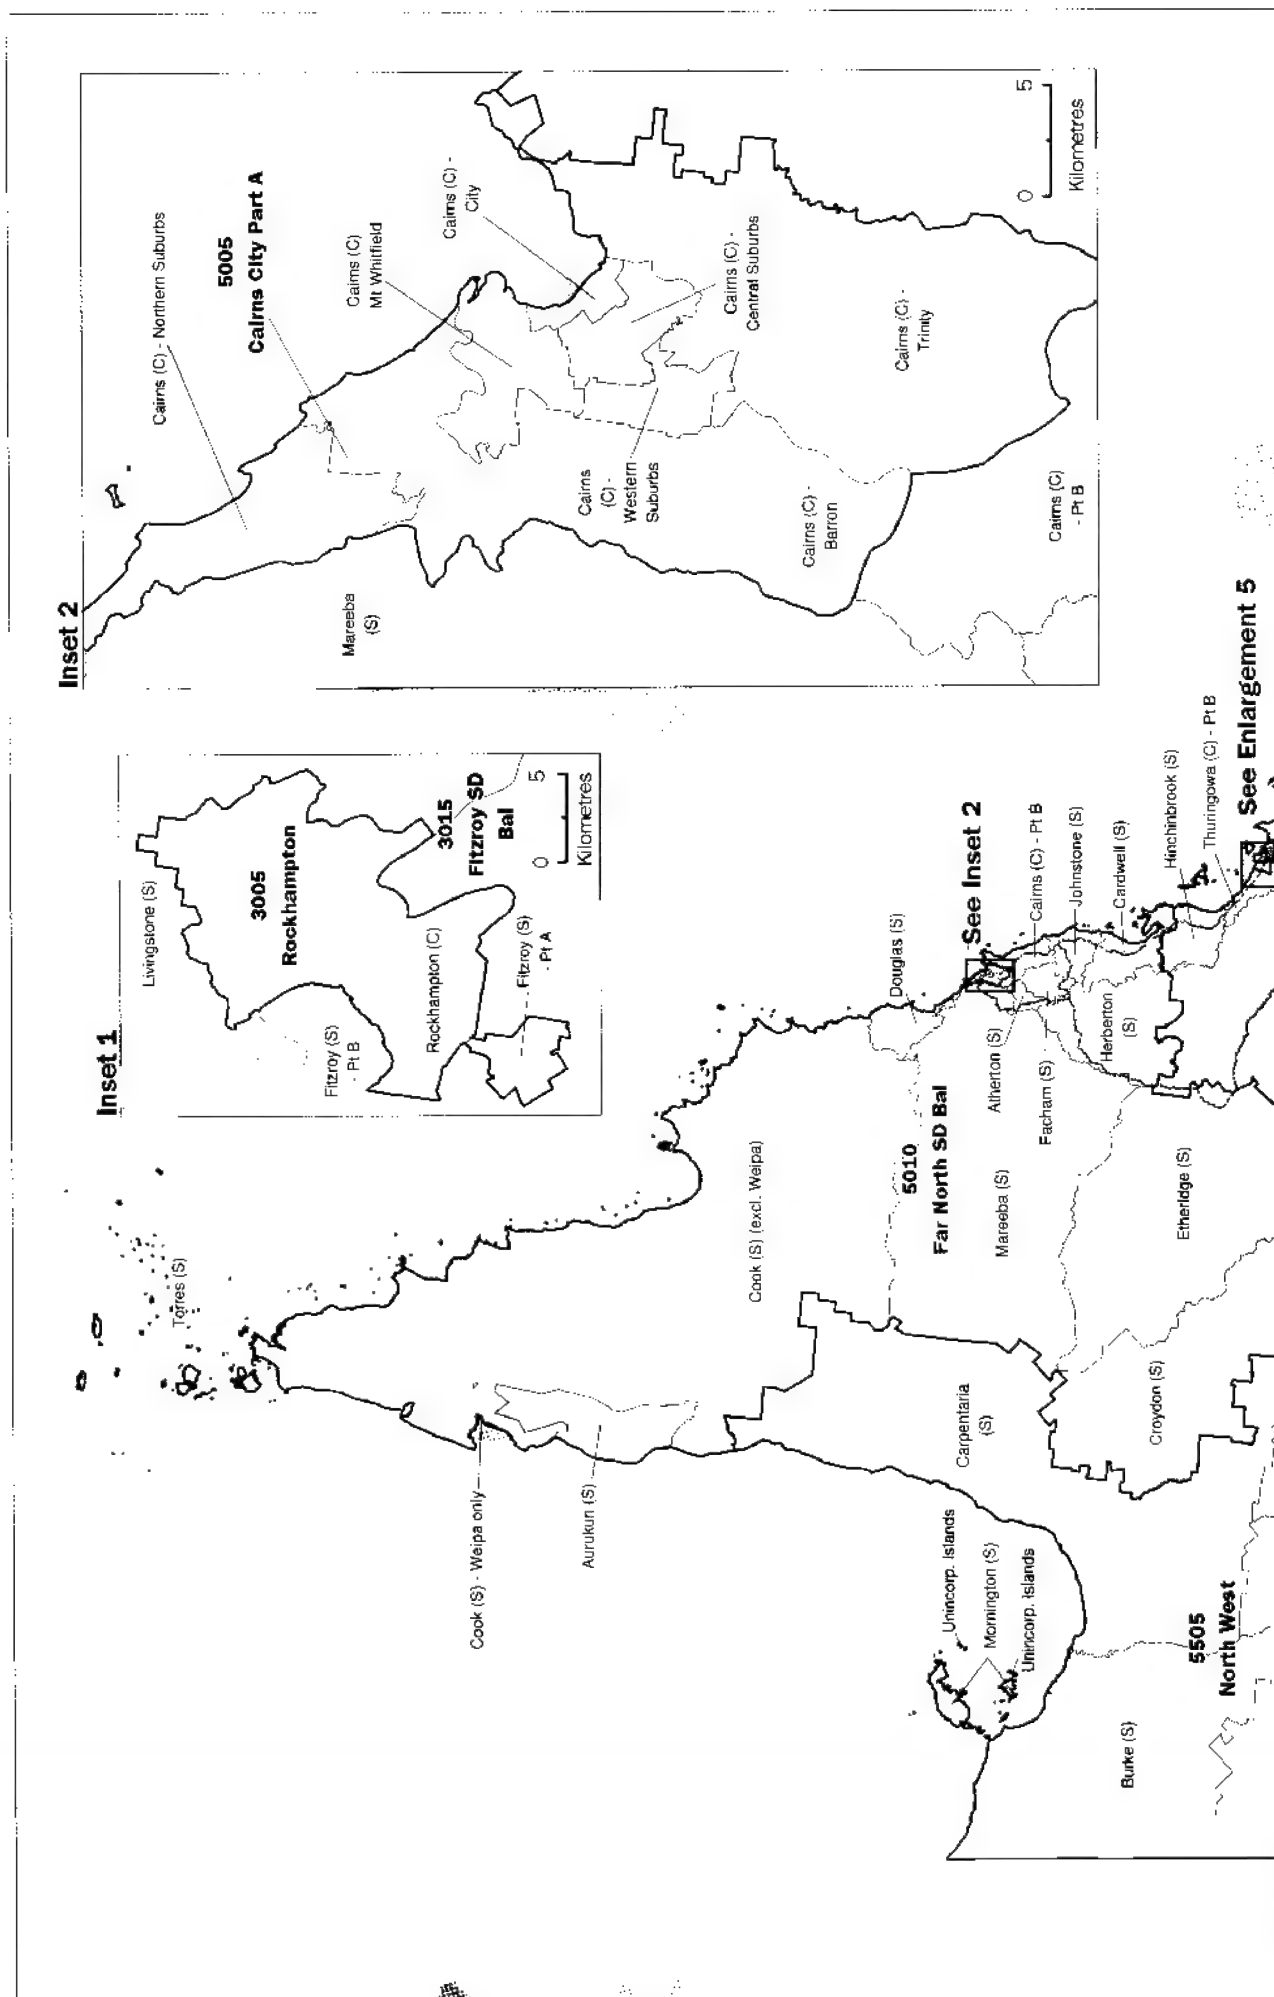 Inset 1
Livingstone (S)
3005
Rockhampton
Fitzroy (S)
- Pt B
Rockhampton (C)
3015
Fitzroy SD
Bal
Fitzroy (S)
- Pt A
0 5
Kilometres
Inset 2
Cairns (C) - Northern Suburbs
5005
Cairns City Part A
Mareeba
(S)
Cairns (C)
Mt Whitfield
Cairns (C) -
City
Cairns
(C) -
Western
Suburbs
Cairns (C) -
Central Suburbs
Cairns (C) -
Barron
Cairns (C) -
Trinity
Cairns (C)
- Pt B
0 5
Kilometres
Torres (S)
Cook (S) - Weipa only
Aurukun (S)
Cook (S) (excl. Weipa)
Douglas (S)
5010
Far North SD Bal
See Inset 2
Unincorp. Islands
Mornington (S)
Unincorp. Islands
Carpentaria
(S)
Mareeba (S)
Atherton (S)
Eacham (S)
Cairns (C) - Pt B
Johnstone (S)
Herberton
(S)
Cardwell (S)
Burke (S)
Croydon (S)
Etheridge (S)
Hinchinbrook (S)
Thuringowa (C) - Pt B
5505
North West
See Enlargement 5